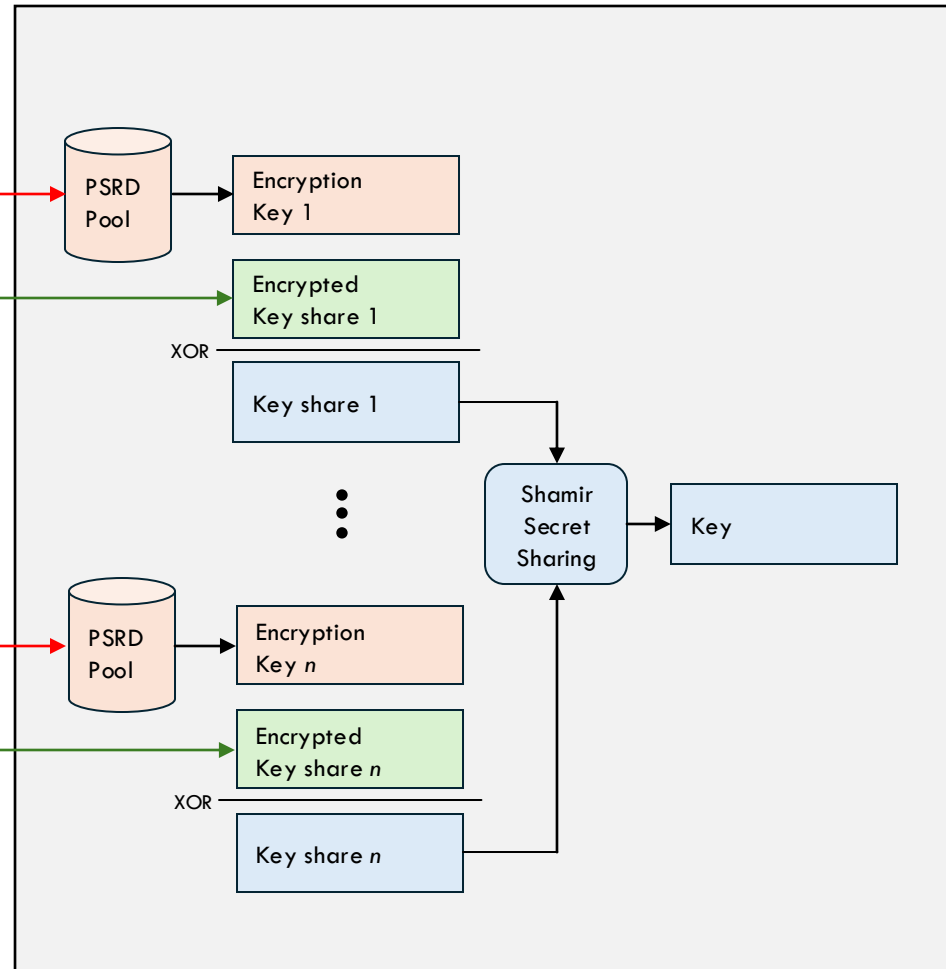 PSRD
Pool
Encryption
Key 1
Encrypted
Key share 1
XOR
Key share 1
Shamir
Secret
Sharing
Key
PSRD
Pool
Encryption
Key n
Encrypted
Key share n
XOR
Key share n